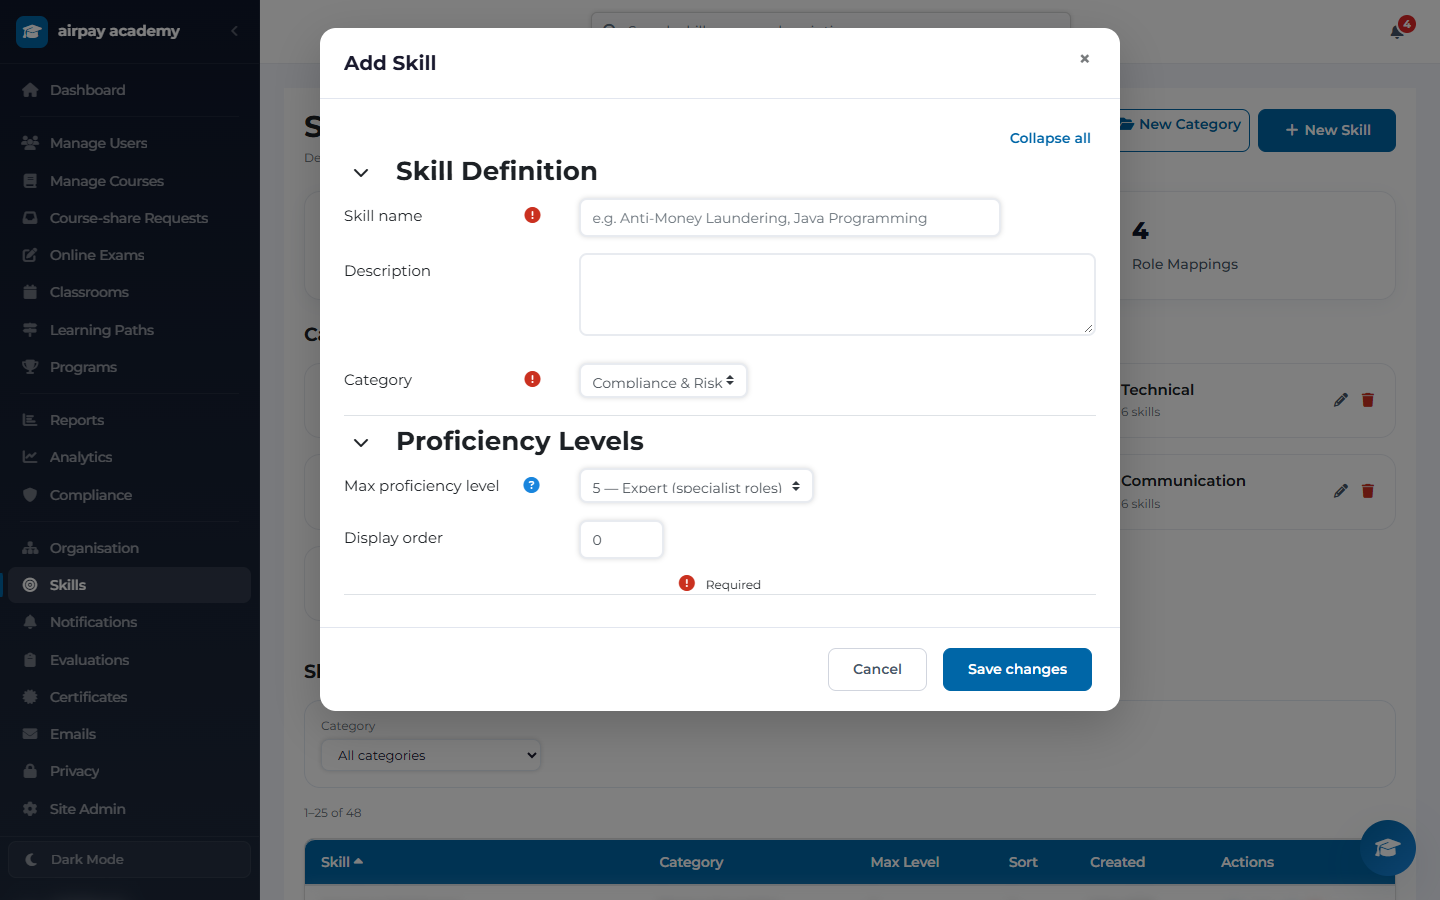 airpay academy
4
Dashboard
Manage Users
Manage Courses
Course-share Requests
Online Exams
Classrooms
Learning Paths
Programs
Reports
Analytics
Compliance
Organisation
Skills
Notifications
Evaluations
Certificates
Emails
Privacy
Site Admin
Dark Mode
New Category
+ New Skill
4
Role Mappings
Technical
6 skills
Communication
6 skills
Add Skill
×
Collapse all
Skill Definition
Skill name
e.g. Anti-Money Laundering, Java Programming
Description
Category
Compliance & Risk
Proficiency Levels
Max proficiency level
5 — Expert (specialist roles)
Display order
0
Required
Cancel
Save changes
Category
All categories
1–25 of 48
Skill Category Max Level Sort Created Actions